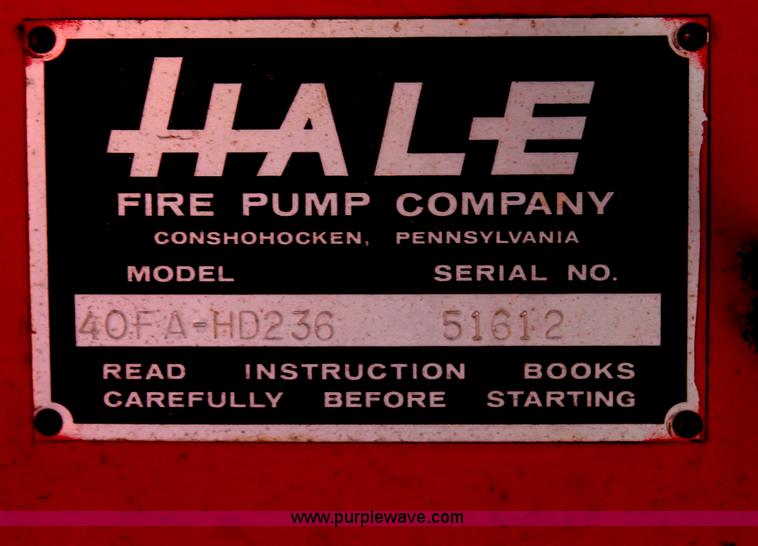 HALE
FIRE PUMP COMPANY
CONSHOHOCKEN, PENNSYLVANIA
MODEL SERIAL NO.
40FA-HD236 51612
READ INSTRUCTION BOOKS
CAREFULLY BEFORE STARTING
www.purplewave.com